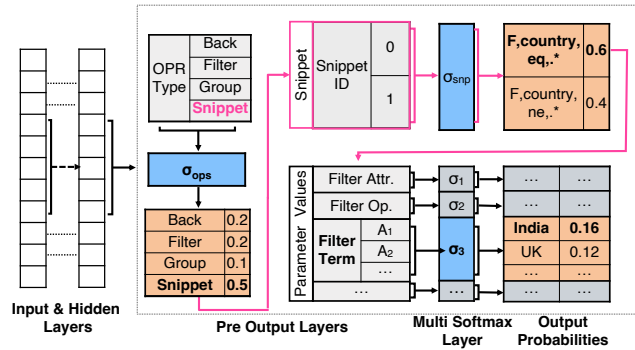 OPR
Type
Back
Filter
Group
Snippet
σops
Back 0.2
Filter 0.2
Group 0.1
Snippet 0.5
Snippet
Snippet
ID
0
1
σsnp
F,country,
eq,.*
0.6
F,country,
ne,.*
0.4
Parameter Values
Filter Attr.
Filter Op.
Filter
Term
A1
A2
...
...
σ1
σ2
σ3
...
... ...
... ...
India 0.16
UK 0.12
... ...
... ...
Input & Hidden
Layers
Pre Output Layers
Multi Softmax
Layer
Output
Probabilities